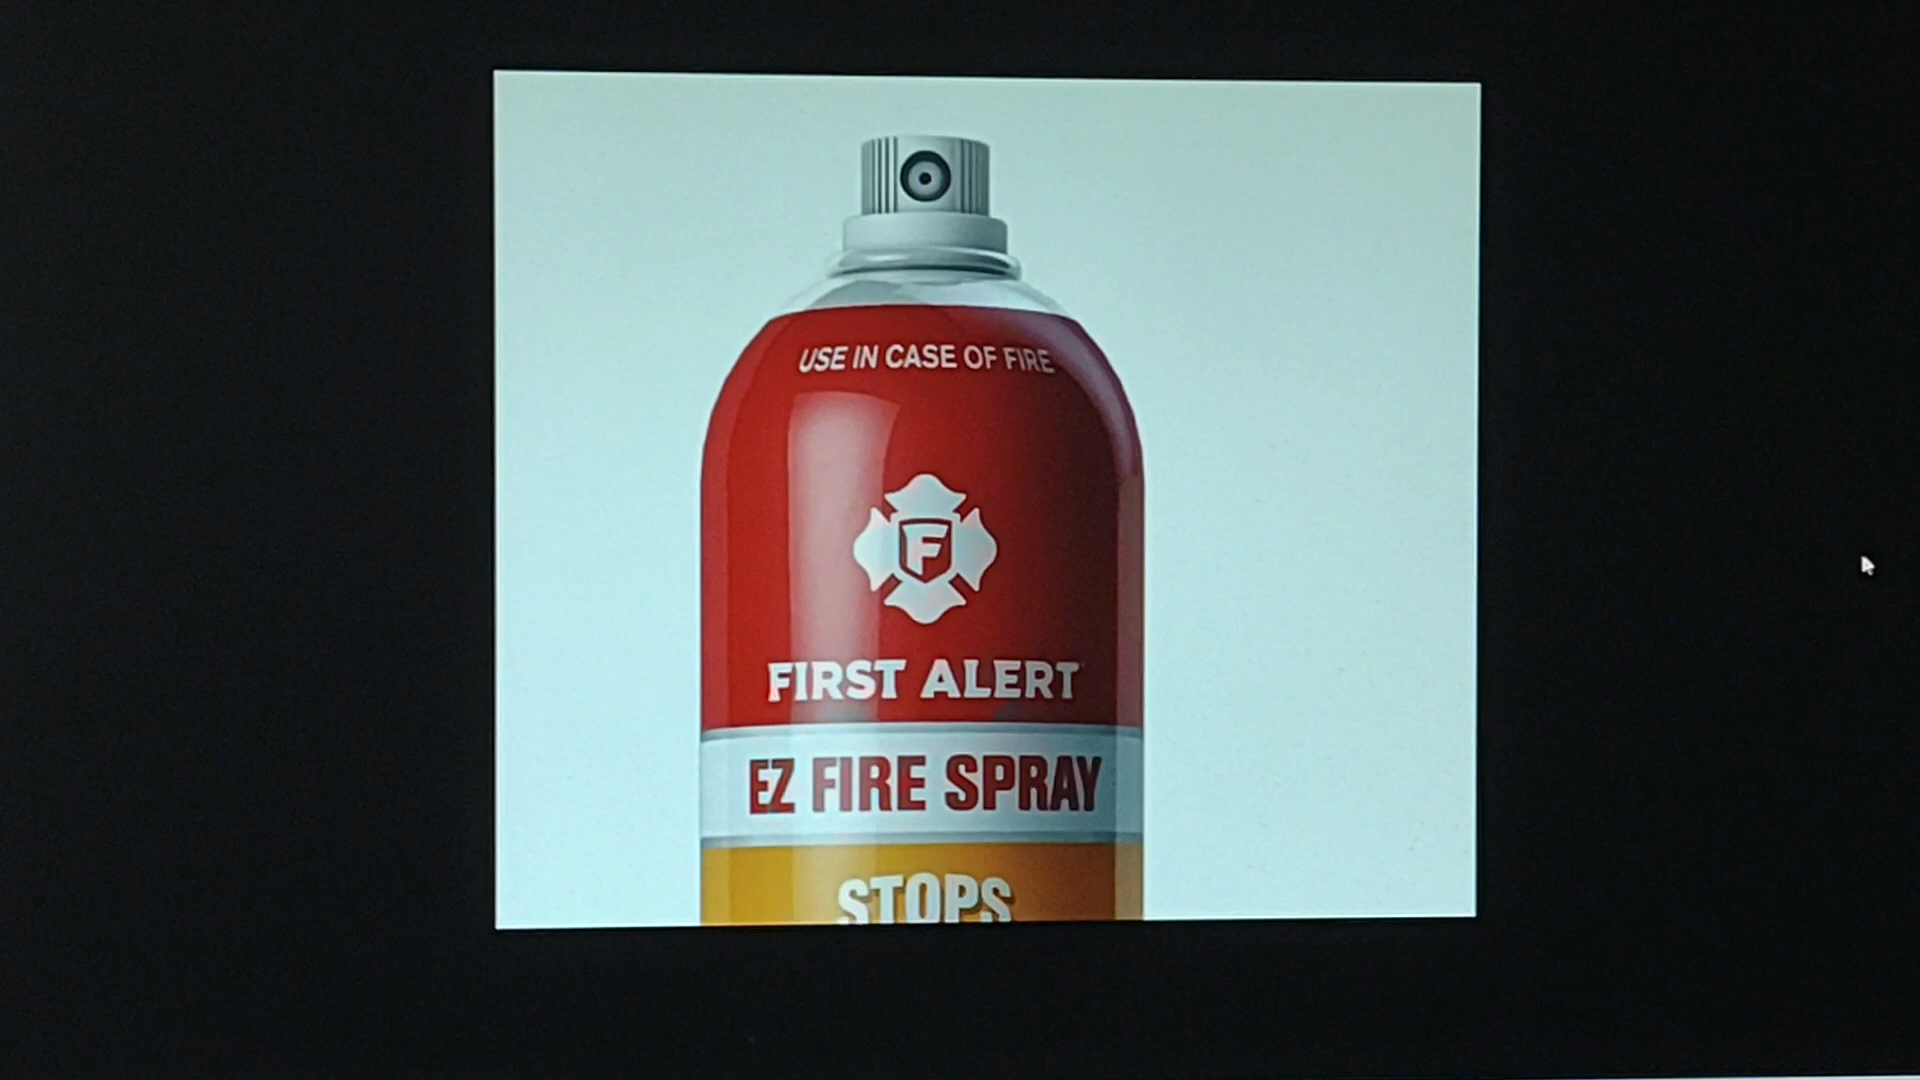 USE IN CASE OF FIRE
F
FIRST ALERT
EZ FIRE SPRAY
STOPS